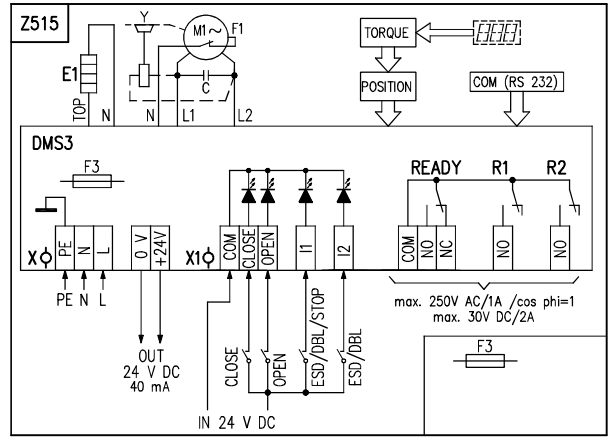 Z515
Y
M1~
F1
TORQUE
E1
C
POSITION
COM (RS 232)
TOP
N
N
L1
L2
DMS3
F3
READY
R1
R2
X
PE
N
L
0 V
+24V
X1
COM
CLOSE
OPEN
I1
I2
COM
NO
NC
NO
NO
PE N L
max. 250V AC/1A /cos phi=1
max. 30V DC/2A
OUT
24 V DC
40 mA
CLOSE
OPEN
ESD/DBL/STOP
ESD/DBL
F3
IN 24 V DC